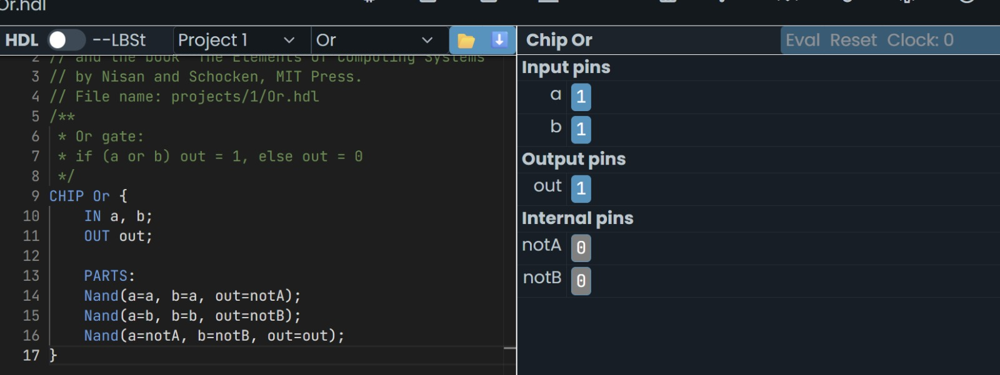 Or.hdl
HDL --LBSt Project 1 Or
2 // and the book "The Elements of Computing Systems"
3 // by Nisan and Schocken, MIT Press.
4 // File name: projects/1/Or.hdl
5 /**
6 * Or gate:
7 * if (a or b) out = 1, else out = 0
8 */
9 CHIP Or {
10 IN a, b;
11 OUT out;
12
13 PARTS:
14 Nand(a=a, b=a, out=notA);
15 Nand(a=b, b=b, out=notB);
16 Nand(a=notA, b=notB, out=out);
17 }
Chip Or Eval Reset Clock: 0
Input pins
a 1
b 1
Output pins
out 1
Internal pins
notA 0
notB 0